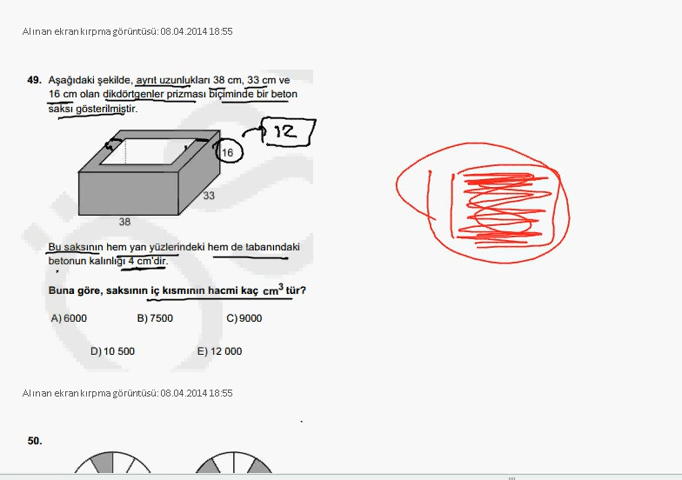 Alınan ekran kırpma görüntüsü: 08.04.2014 18:55
49. Aşağıdaki şekilde, ayrıt uzunlukları 38 cm, 33 cm ve
16 cm olan dikdörtgenler prizması biçiminde bir beton
saksı gösterilmiştir.
12
16
33
38
Bu saksının hem yan yüzlerindeki hem de tabanındaki
betonun kalınlığı 4 cm'dir.
Buna göre, saksının iç kısmının hacmi kaç cm³ tür?
A) 6000 B) 7500 C) 9000
D) 10 500 E) 12 000
Alınan ekran kırpma görüntüsü: 08.04.2014 18:55
50.